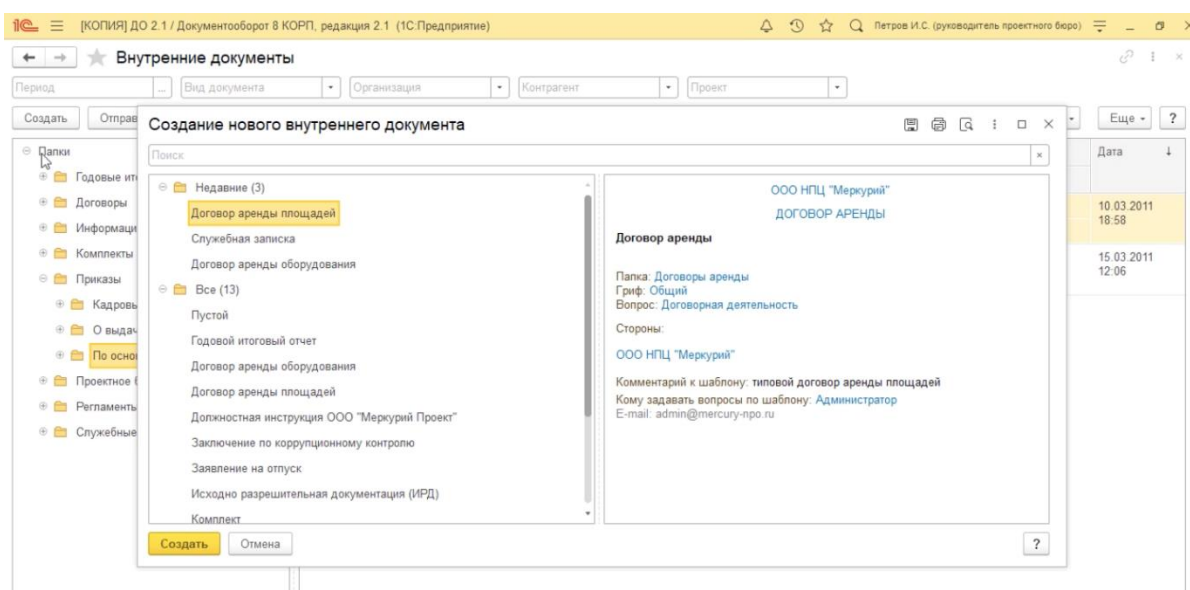 1С [КОПИЯ] ДО 2.1 / Документооборот 8 КОРП, редакция 2.1 (1С:Предприятие) Петров И.С. (руководитель проектного бюро)
Внутренние документы
Период ... Вид документа Организация Контрагент Проект
Создать Отправ Еще ?
Папки
Годовые ито
Договоры
Информаци
Комплекты
Приказы
Кадровь
О выдач
По основ
Проектное б
Регламенты
Служебные
Дата ↓
10.03.2011
18:58
15.03.2011
12:06
Создание нового внутреннего документа
Поиск
Недавние (3)
Договор аренды площадей
Служебная записка
Договор аренды оборудования
Все (13)
Пустой
Годовой итоговый отчет
Договор аренды оборудования
Договор аренды площадей
Должностная инструкция ООО "Меркурий Проект"
Заключение по коррупционному контролю
Заявление на отпуск
Исходно разрешительная документация (ИРД)
Комплект
ООО НПЦ "Меркурий"
ДОГОВОР АРЕНДЫ
Договор аренды
Папка: Договоры аренды
Гриф: Общий
Вопрос: Договорная деятельность
Стороны:
ООО НПЦ "Меркурий"
Комментарий к шаблону: типовой договор аренды площадей
Кому задавать вопросы по шаблону: Администратор
E-mail: admin@mercury-npo.ru
Создать Отмена ?